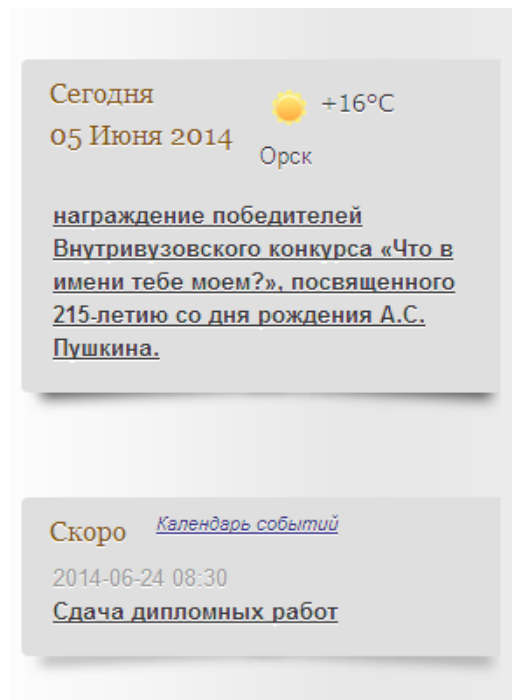 Сегодня
05 Июня 2014
+16°C
Орск
награждение победителей
Внутривузовского конкурса «Что в
имени тебе моем?», посвященного
215-летию со дня рождения А.С.
Пушкина.
Скоро
Календарь событий
2014-06-24 08:30
Сдача дипломных работ